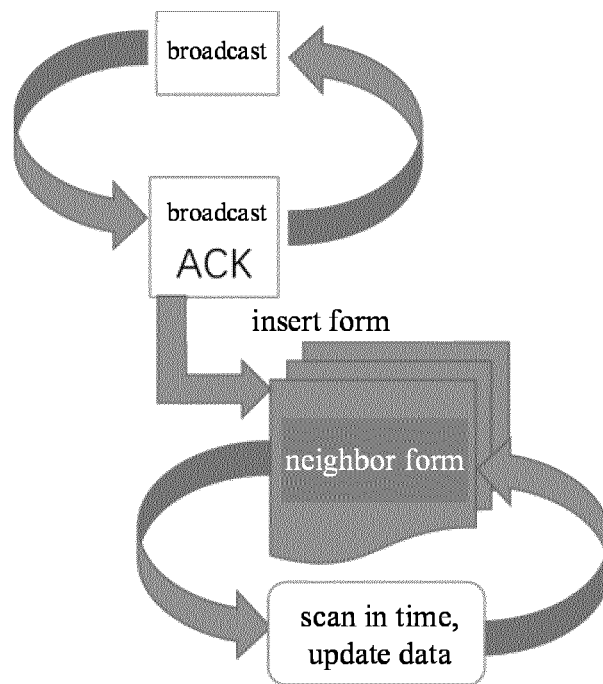 broadcast
broadcast
ACK
insert form
neighbor form
scan in time,
update data